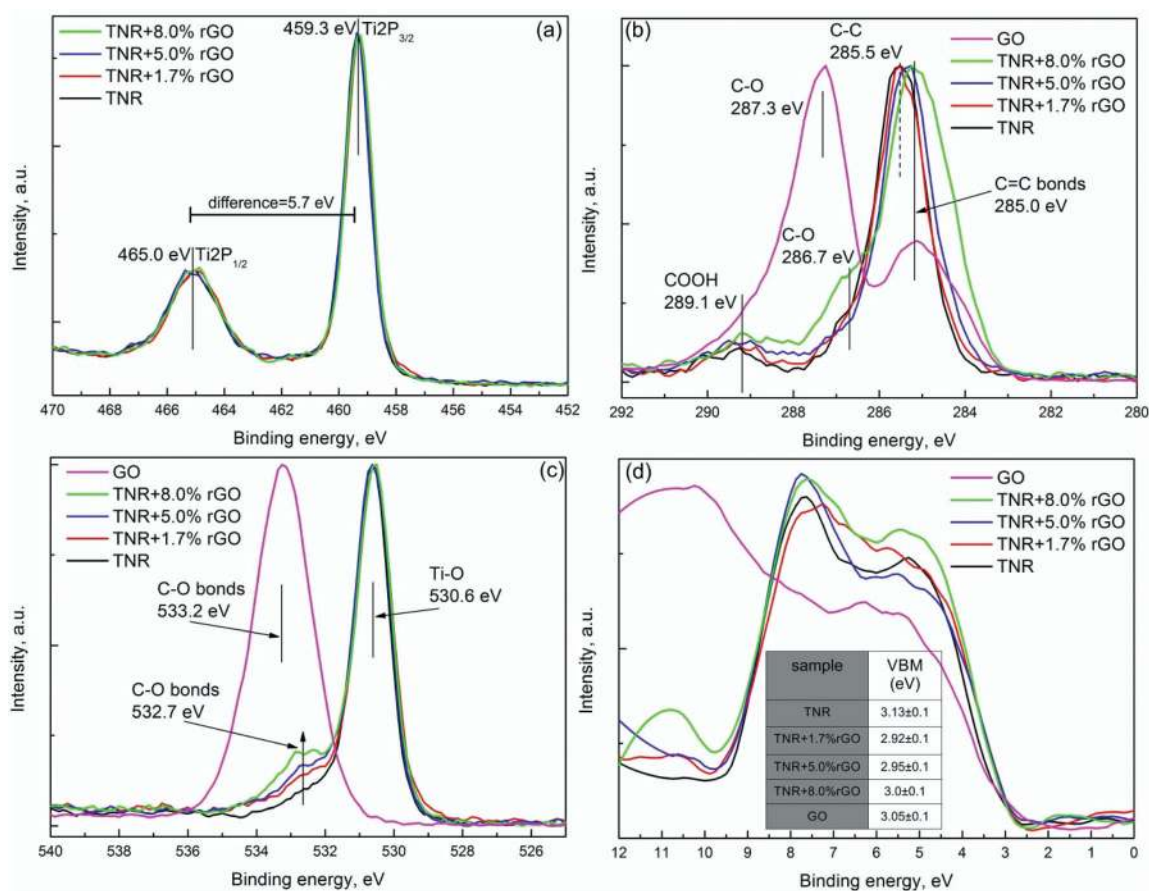 TNR+8.0% rGO
TNR+5.0% rGO
TNR+1.7% rGO
TNR
459.3 eV Ti2P3/2
(a)
difference=5.7 eV
465.0 eV Ti2P1/2
Intensity, a.u.
470 468 466 464 462 460 458 456 454 452
Binding energy, eV
(b)
C-C
285.5 eV
GO
TNR+8.0% rGO
TNR+5.0% rGO
TNR+1.7% rGO
TNR
C-O
287.3 eV
C=C bonds
285.0 eV
C-O
286.7 eV
COOH
289.1 eV
Intensity, a.u.
292 290 288 286 284 282 280
Binding energy, eV
GO
TNR+8.0% rGO
TNR+5.0% rGO
TNR+1.7% rGO
TNR
(c)
C-O bonds
533.2 eV
Ti-O
530.6 eV
C-O bonds
532.7 eV
Intensity, a.u.
540 538 536 534 532 530 528 526
Binding energy, eV
(d)
GO
TNR+8.0% rGO
TNR+5.0% rGO
TNR+1.7% rGO
TNR
sample VBM (eV)
TNR 3.13±0.1
TNR+1.7%rGO 2.92±0.1
TNR+5.0%rGO 2.95±0.1
TNR+8.0%rGO 3.0±0.1
GO 3.05±0.1
Intensity, a.u.
12 11 10 9 8 7 6 5 4 3 2 1 0
Binding energy, eV